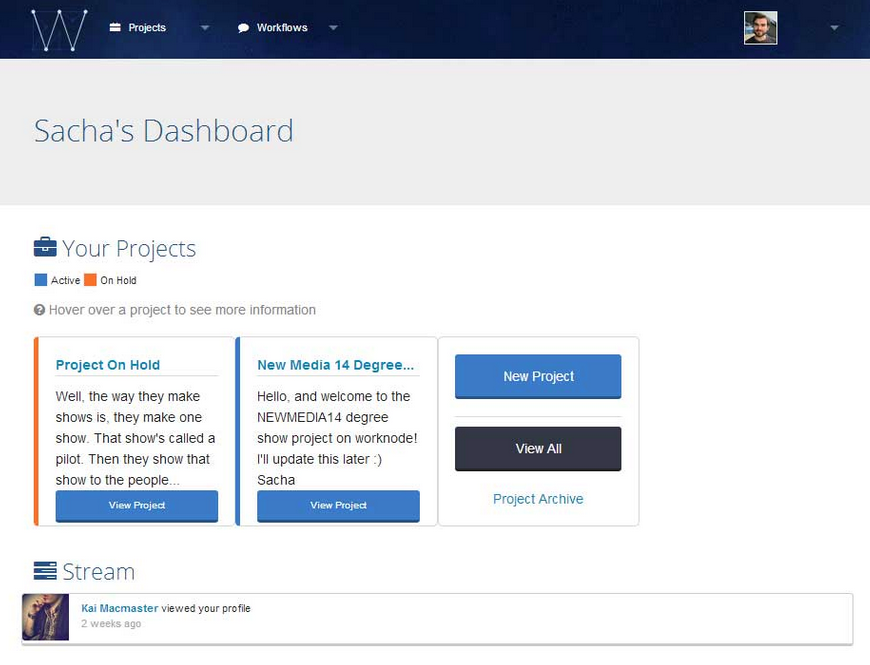 W
Projects
Workflows
Sacha's Dashboard
Your Projects
Active
On Hold
Hover over a project to see more information
Project On Hold
Well, the way they make
shows is, they make one
show. That show's called a
pilot. Then they show that
show to the people...
View Project
New Media 14 Degree...
Hello, and welcome to the
NEWMEDIA14 degree
show project on worknode!
I'll update this later :)
Sacha
View Project
New Project
View All
Project Archive
Stream
Kai Macmaster viewed your profile
2 weeks ago